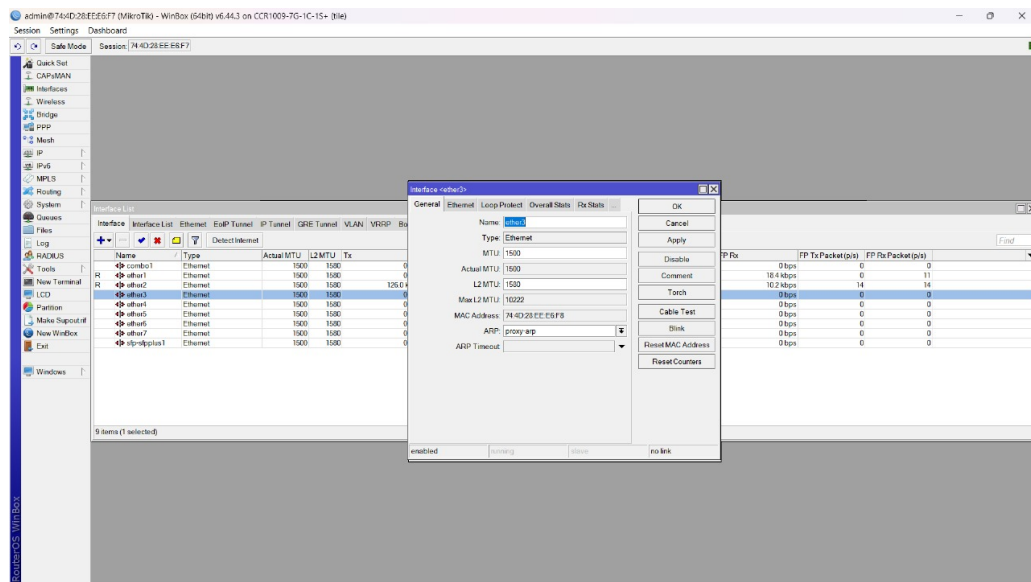 admin@74:4D:28:EE:E6:F7 (MikroTik) - WinBox (64bit) v6.44.3 on CCR1009-7G-1C-1S+ (tile)
Session Settings Dashboard
Safe Mode Session: 74:4D:28:EE:E6:F7
Quick Set
CAPsMAN
Interfaces
Wireless
Bridge
PPP
Mesh
IP
IPv6
MPLS
Routing
System
Queues
Files
Log
RADIUS
Tools
New Terminal
LCD
Partition
Make Supout.rif
New WinBox
Exit
Windows
RouterOS WinBox
Interface List
Interface Interface List Ethernet EoIP Tunnel IP Tunnel GRE Tunnel VLAN VRRP Bo
Detect Internet Find
Name / Type Actual MTU L2 MTU Tx FP Rx FP Tx Packet (p/s) FP Rx Packet (p/s)
combo1 Ethernet 1500 1580 0 0 bps 0 0
R ether1 Ethernet 1500 1580 18.4 kbps 0 11
R ether2 Ethernet 1500 1580 126.0 10.2 kbps 14 14
ether3 Ethernet 1500 1580 0 0 bps 0 0
ether4 Ethernet 1500 1580 0 0 bps 0 0
ether5 Ethernet 1500 1580 0 0 bps 0 0
ether6 Ethernet 1500 1580 0 0 bps 0 0
ether7 Ethernet 1500 1580 0 0 bps 0 0
sfp-sfpplus1 Ethernet 1500 1580 0 0 bps 0 0
9 items (1 selected)
Interface <ether3>
General Ethernet Loop Protect Overall Stats Rx Stats ...
Name: ether3
Type: Ethernet
MTU: 1500
Actual MTU: 1500
L2 MTU: 1580
Max L2 MTU: 10222
MAC Address: 74:4D:28:EE:E6:F8
ARP: proxy-arp
ARP Timeout:
OK
Cancel
Apply
Disable
Comment
Torch
Cable Test
Blink
Reset MAC Address
Reset Counters
enabled running slave no link